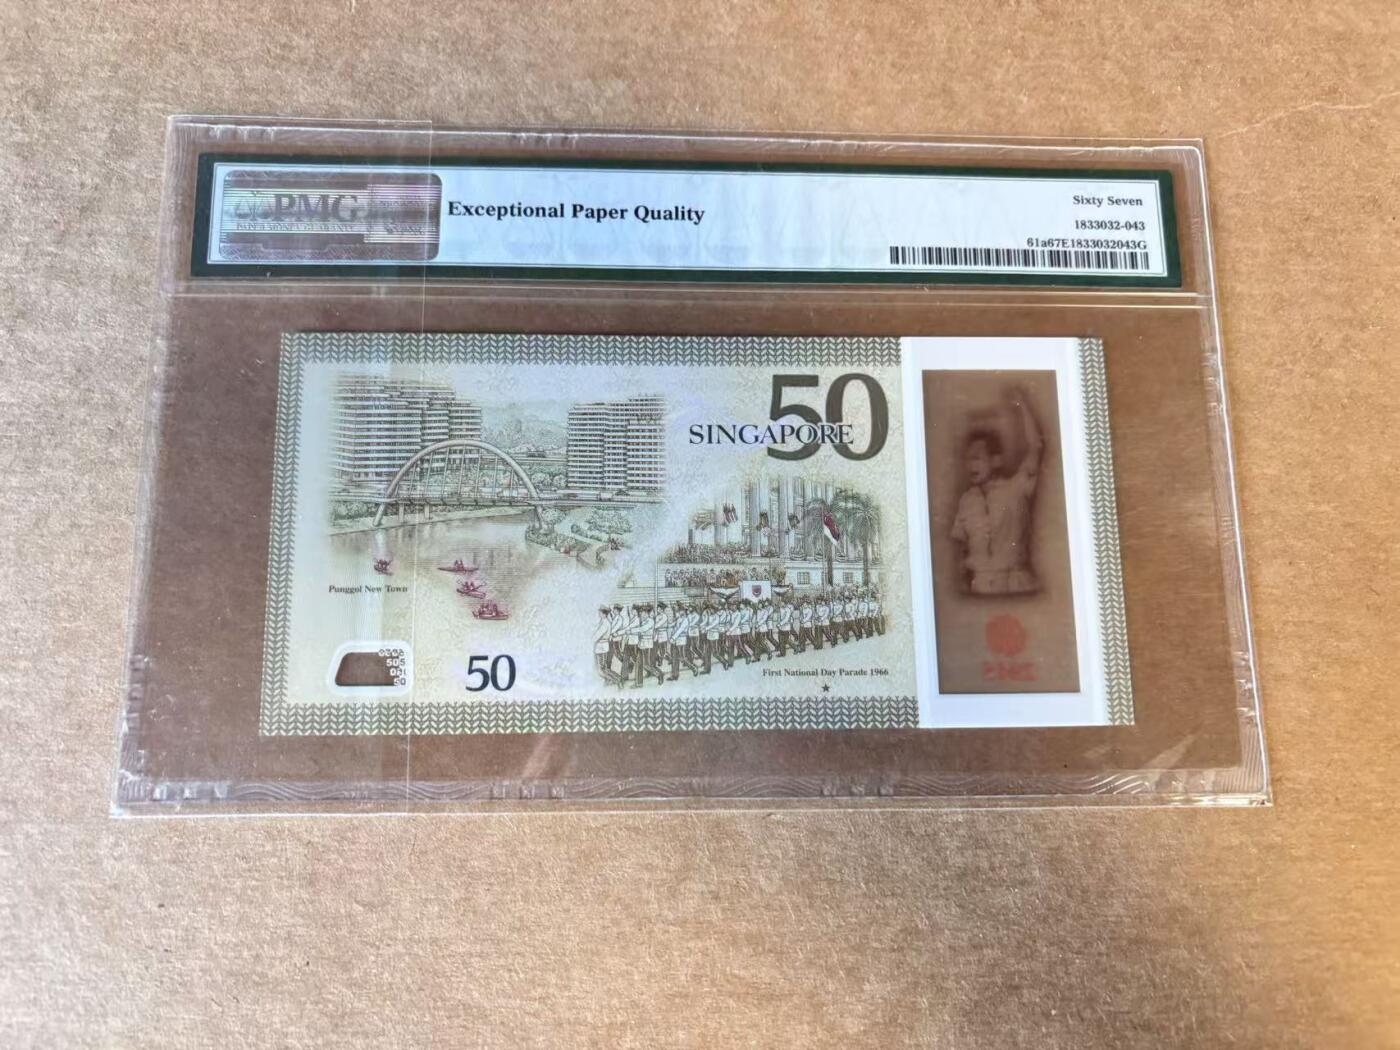 PMG
Exceptional Paper Quality
Sixty Seven
1833032-043
61a67E1833032043G
50
SINGAPORE
Punggol New Town
50
First National Day Parade 1966